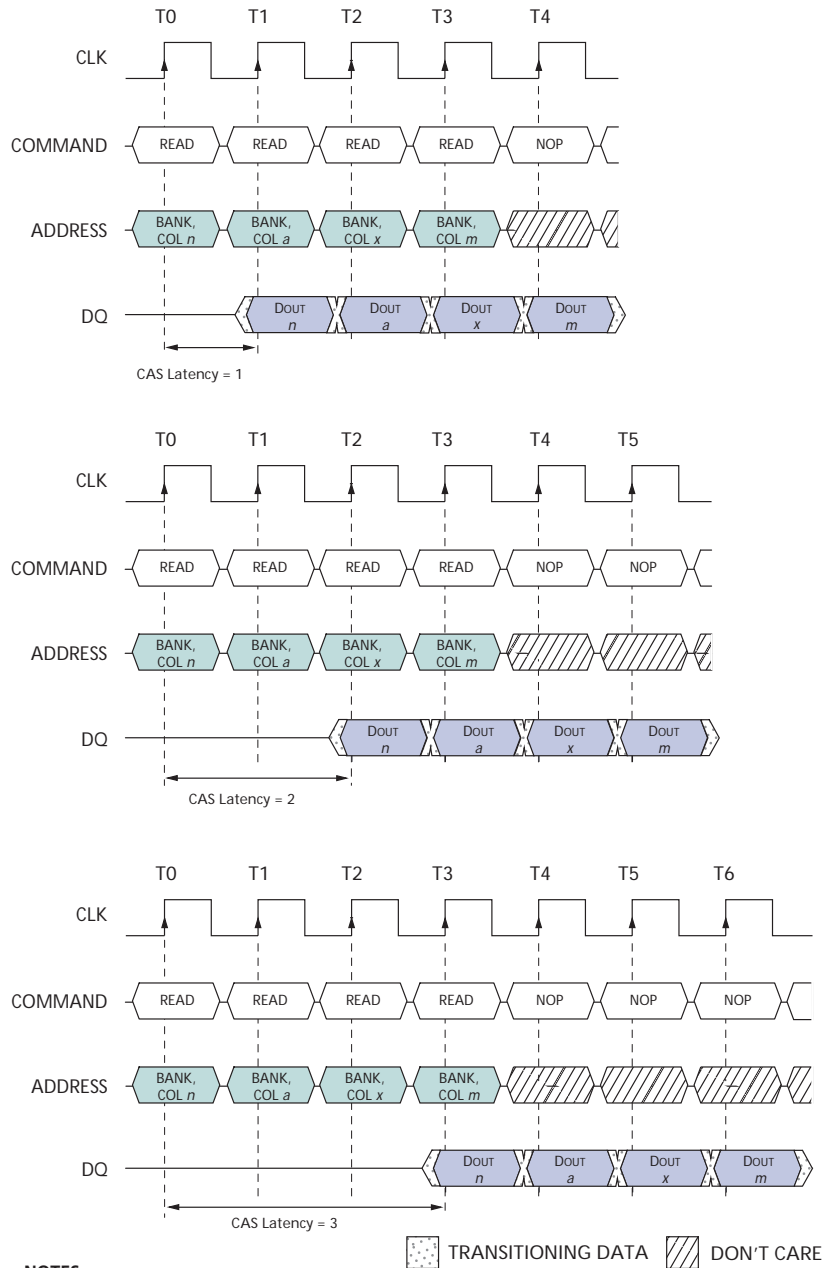 T0 T1 T2 T3 T4
CLK
COMMAND READ READ READ READ NOP
ADDRESS BANK, COL n BANK, COL a BANK, COL x BANK, COL m
DQ DOUT n DOUT a DOUT x DOUT m
CAS Latency = 1
T0 T1 T2 T3 T4 T5
CLK
COMMAND READ READ READ READ NOP NOP
ADDRESS BANK, COL n BANK, COL a BANK, COL x BANK, COL m
DQ DOUT n DOUT a DOUT x DOUT m
CAS Latency = 2
T0 T1 T2 T3 T4 T5 T6
CLK
COMMAND READ READ READ READ NOP NOP NOP
ADDRESS BANK, COL n BANK, COL a BANK, COL x BANK, COL m
DQ DOUT n DOUT a DOUT x DOUT m
CAS Latency = 3
TRANSITIONING DATA DON'T CARE